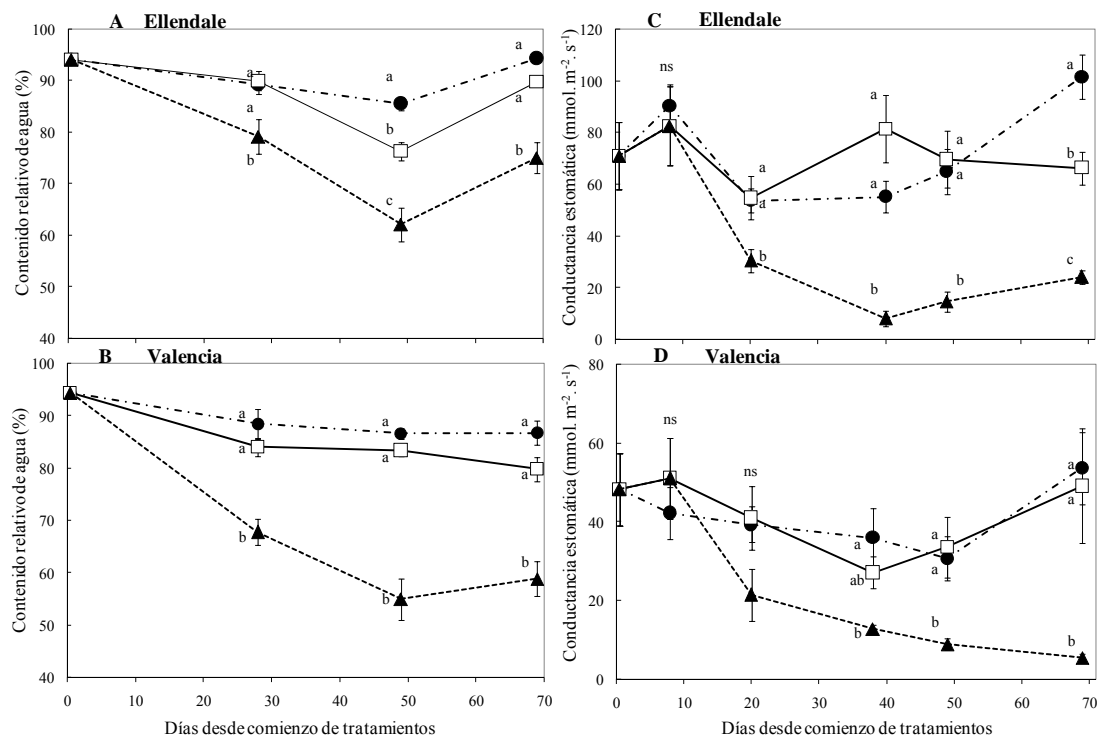 A Ellendale
100
90
80
70
60
50
40
Contenido relativo de agua (%)
a
a
b
a
b
c
a
a
b
C Ellendale
120
100
80
60
40
20
0
Conductancia estomática (mmol. m-2. s-1)
ns
a
a
b
a
a
b
a
a
b
a
b
c
B Valencia
100
90
80
70
60
50
40
Contenido relativo de agua (%)
a
a
b
a
a
b
a
a
b
0 10 20 30 40 50 60 70
Días desde comienzo de tratamientos
D Valencia
80
60
40
20
0
Conductancia estomática (mmol. m-2. s-1)
ns
ns
a
ab
b
a
a
b
a
a
b
0 10 20 30 40 50 60 70
Días desde comienzo de tratamientos